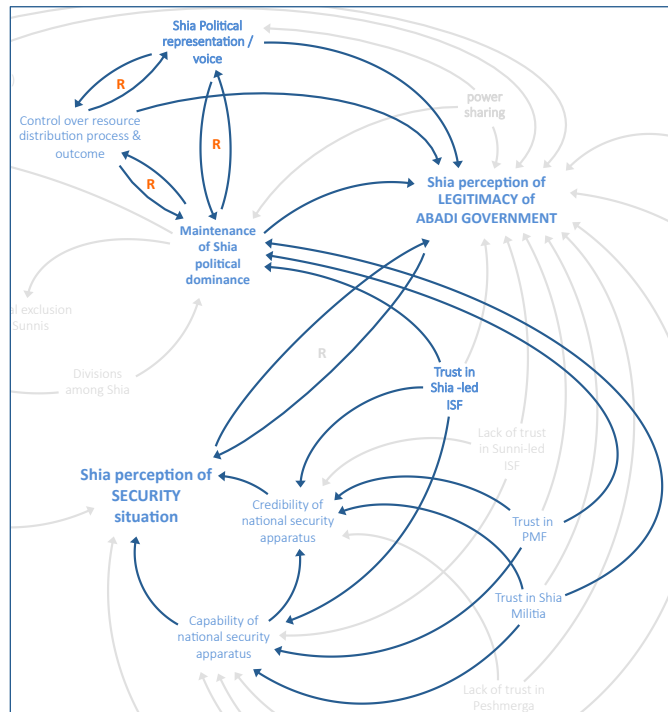 Shia Political
representation /
voice
R
power
sharing
Control over resource
distribution process &
outcome
R
R
Shia perception of
LEGITIMACY of
ABADI GOVERNMENT
Maintenance
of Shia
political
dominance
al exclusion
Sunnis
Divisions
among Shia
R
Trust in
Shia -led
ISF
Lack of trust
in Sunni-led
ISF
Shia perception of
SECURITY
situation
Credibility of
national security
apparatus
Trust in
PMF
Trust in Shia
Militia
Capability of
national security
apparatus
Lack of trust in
Peshmerga